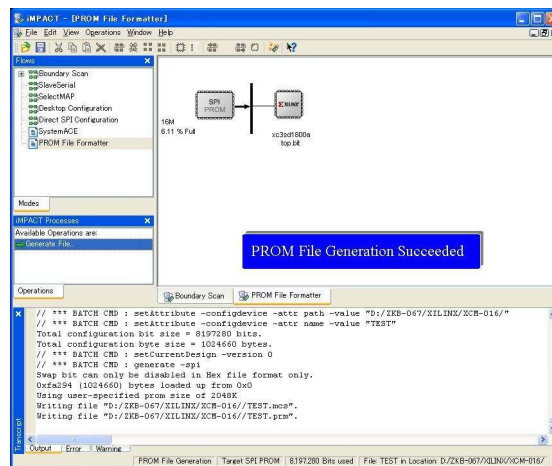 iMPACT - [PROM File Formatter]
File Edit View Operations Window Help
Flows
Boundary Scan
SlaveSerial
SelectMAP
Desktop Configuration
Direct SPI Configuration
SystemACE
PROM File Formatter
Modes
iMPACT Processes
Available Operations are:
Generate File...
Operations
SPI
PROM
16M
6.11 % Full
XILINX
xc3sd1800a
top.bit
PROM File Generation Succeeded
Boundary Scan
PROM File Formatter
// *** BATCH CMD : setAttribute -configdevice -attr path -value "D:/ZKB-067/XILINX/XCM-016/"
// *** BATCH CMD : setAttribute -configdevice -attr name -value "TEST"
Total configuration bit size = 8197280 bits.
Total configuration byte size = 1024660 bytes.
// *** BATCH CMD : setCurrentDesign -version 0
// *** BATCH CMD : generate -spi
Swap bit can only be disabled in Hex file format only.
0xfa294 (1024660) bytes loaded up from 0x0
Using user-specified prom size of 2048K
Writing file "D:/ZKB-067/XILINX/XCM-016//TEST.mcs".
Writing file "D:/ZKB-067/XILINX/XCM-016//TEST.prm".
Transcript
Output Error Warning
PROM File Generation Target SPI PROM 8,197,280 Bits used File: TEST in Location: D:/ZKB-067/XILINX/XCM-016/